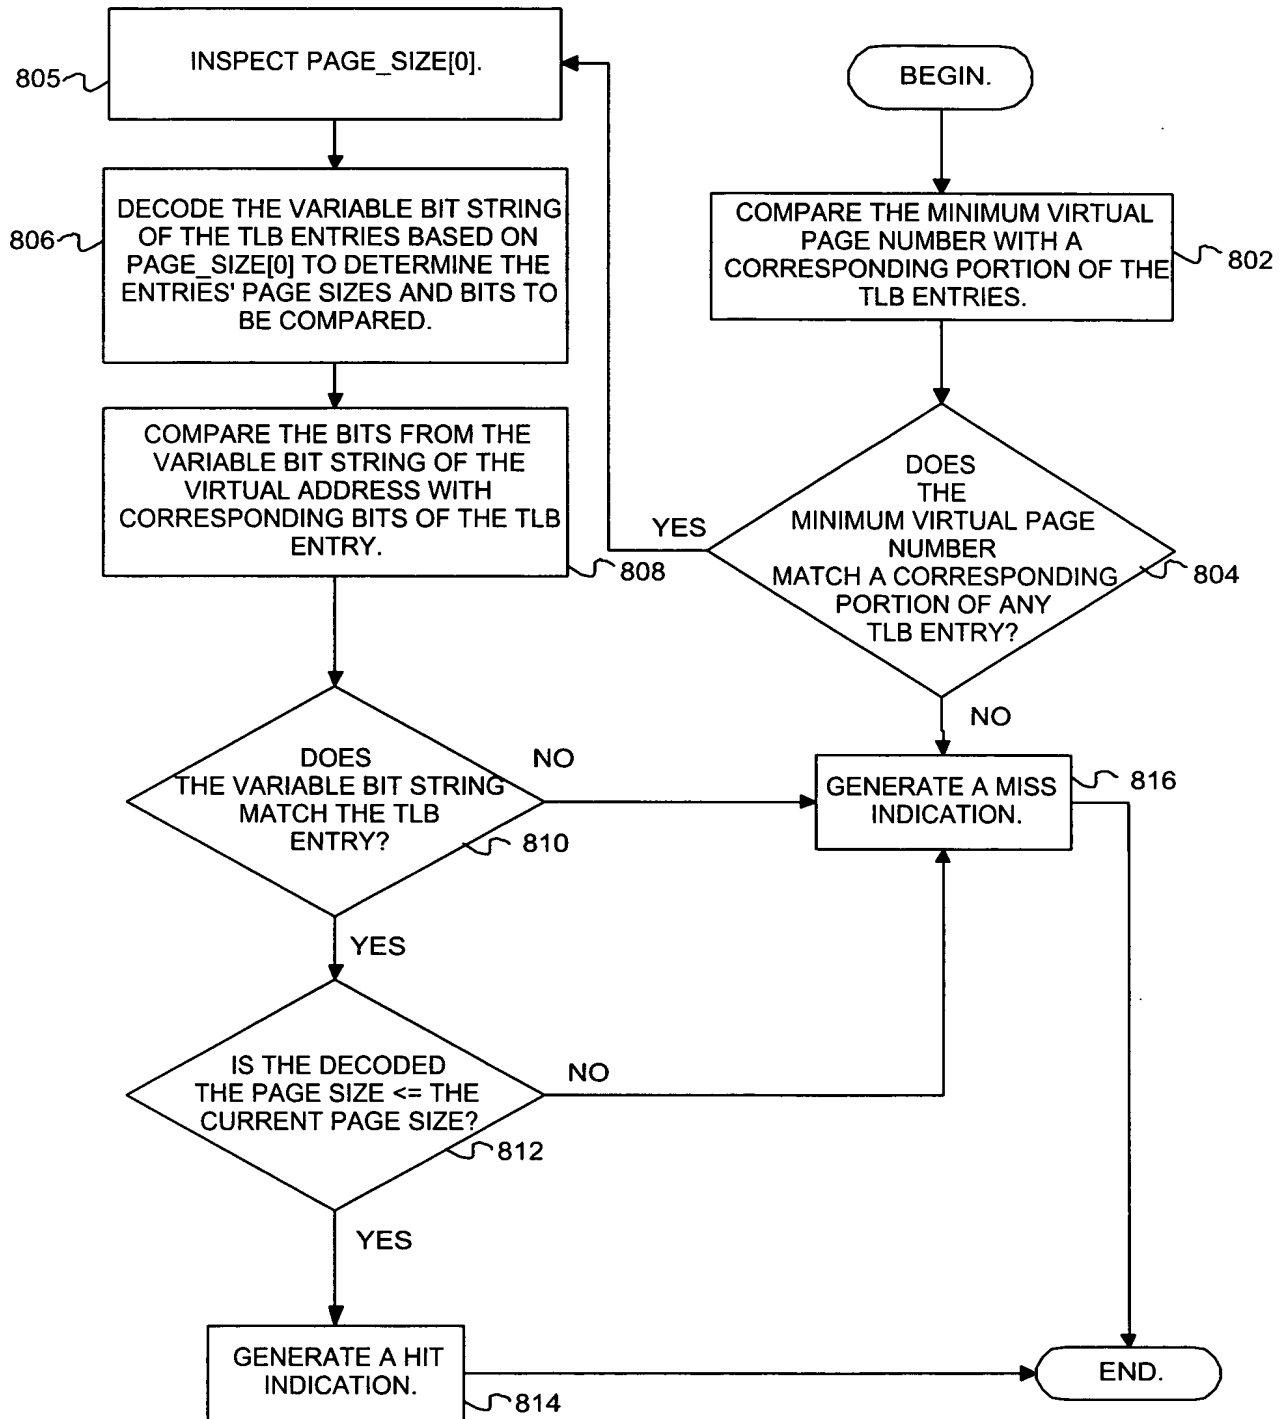 BEGIN.
COMPARE THE MINIMUM VIRTUAL
PAGE NUMBER WITH A
CORRESPONDING PORTION OF THE
TLB ENTRIES.
802
DOES
THE
MINIMUM VIRTUAL PAGE
NUMBER
MATCH A CORRESPONDING
PORTION OF ANY
TLB ENTRY?
804
YES
NO
INSPECT PAGE_SIZE[0].
805
DECODE THE VARIABLE BIT STRING
OF THE TLB ENTRIES BASED ON
PAGE_SIZE[0] TO DETERMINE THE
ENTRIES' PAGE SIZES AND BITS TO
BE COMPARED.
806
COMPARE THE BITS FROM THE
VARIABLE BIT STRING OF THE
VIRTUAL ADDRESS WITH
CORRESPONDING BITS OF THE TLB
ENTRY.
808
DOES
THE VARIABLE BIT STRING
MATCH THE TLB
ENTRY?
810
NO
YES
GENERATE A MISS
INDICATION.
816
IS THE DECODED
THE PAGE SIZE <= THE
CURRENT PAGE SIZE?
812
NO
YES
GENERATE A HIT
INDICATION.
814
END.